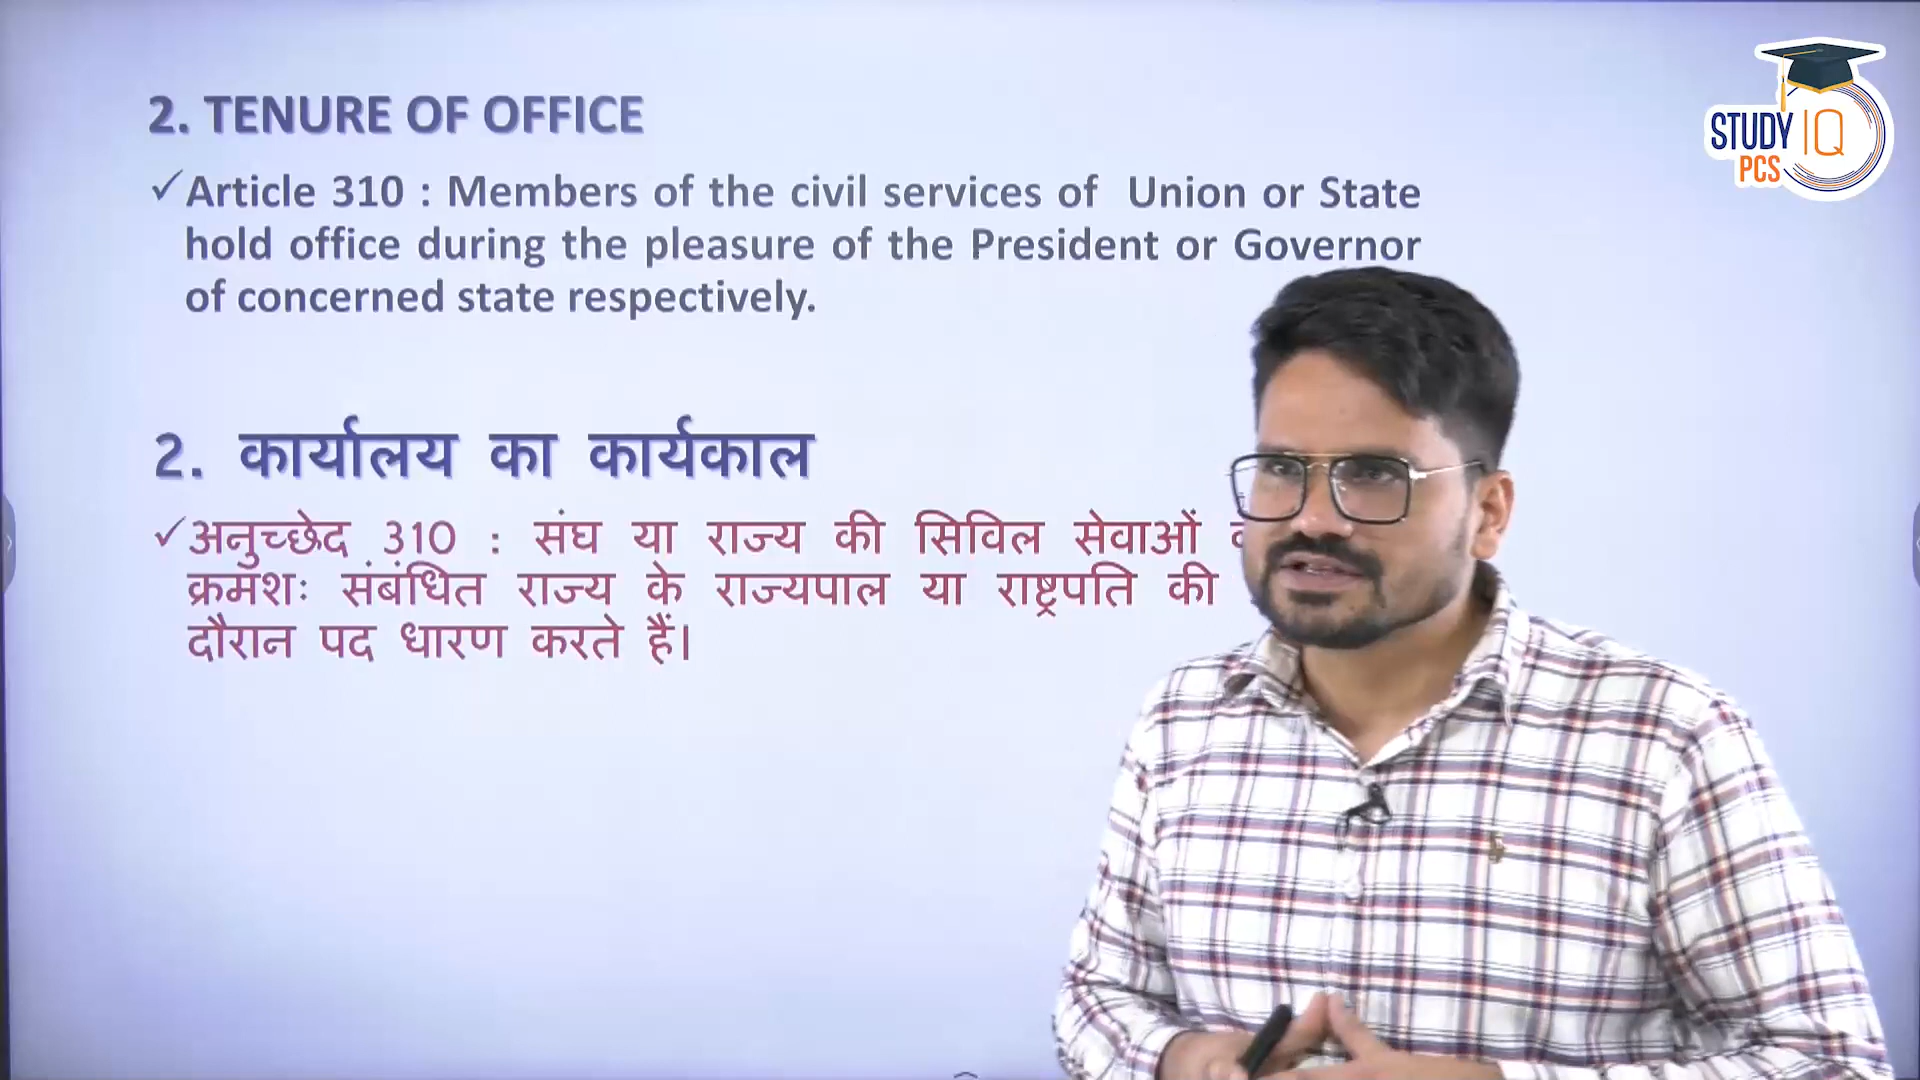 2. TENURE OF OFFICE
✓Article 310 : Members of the civil services of Union or State
hold office during the pleasure of the President or Governor
of concerned state respectively.
2. कार्यालय का कार्यकाल
✓अनुच्छेद 310 : संघ या राज्य की सिविल सेवाओं
क्रमशः संबंधित राज्य के राज्यपाल या राष्ट्रपति की
दौरान पद धारण करते हैं।
STUDY IQ
PCS